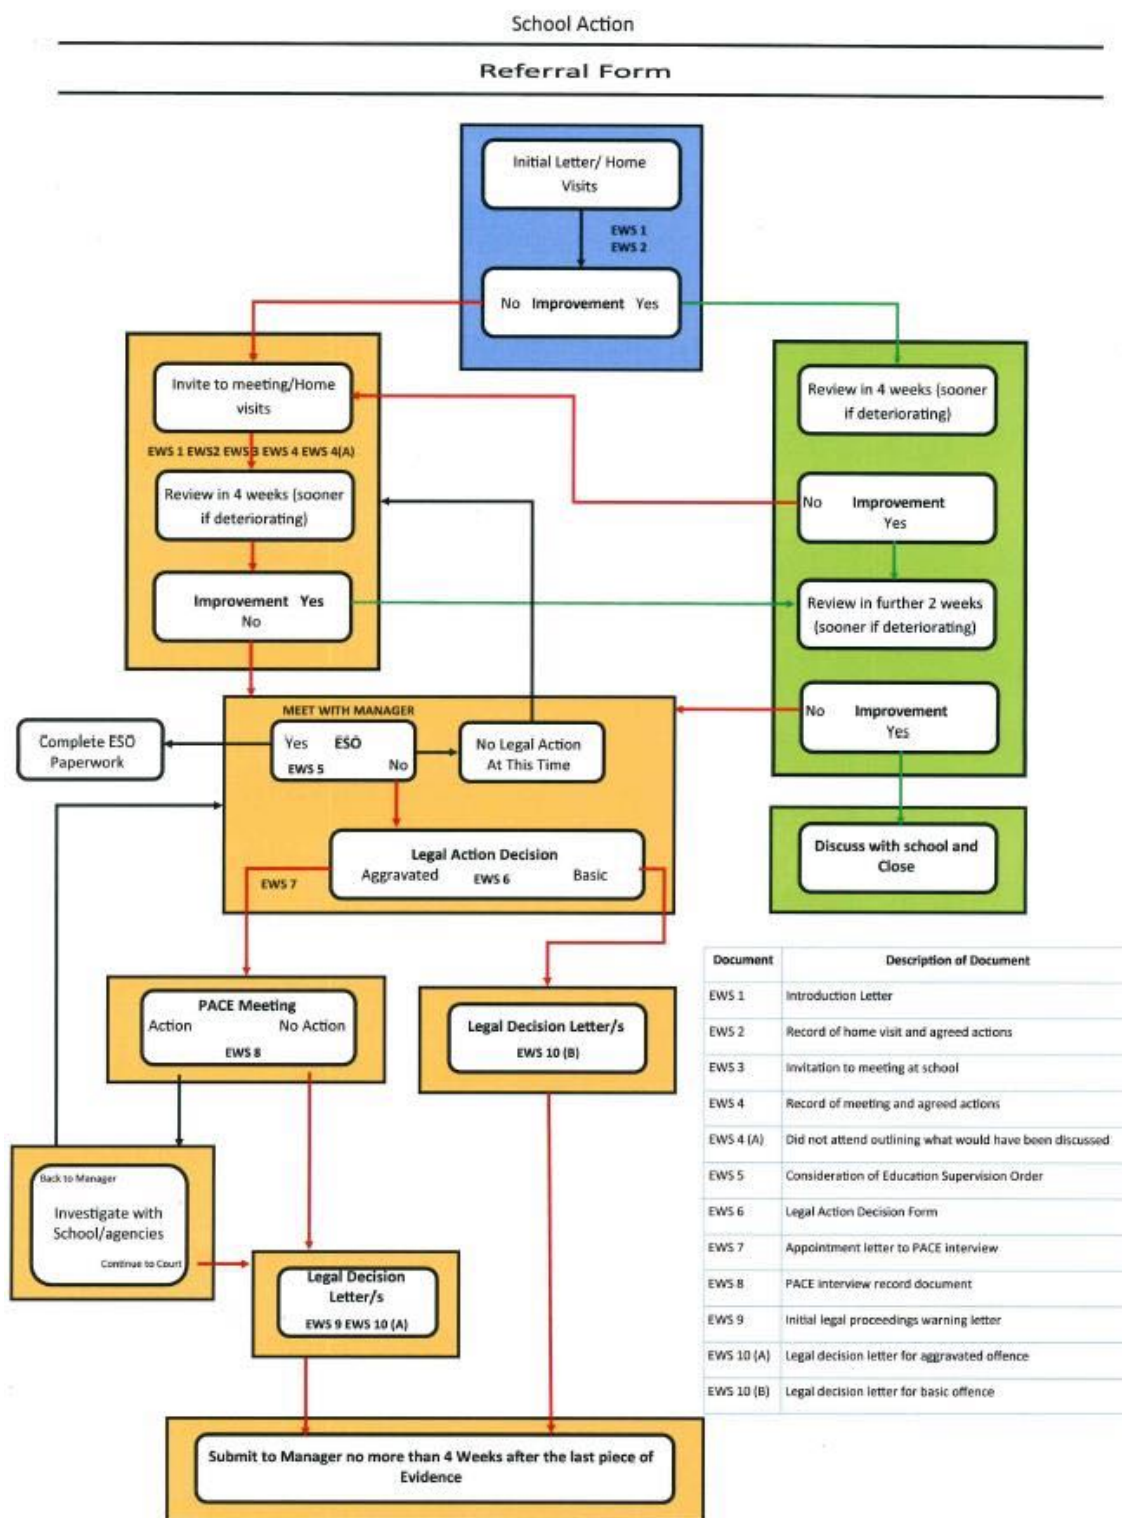 School Action
Referral Form
Initial Letter/ Home
Visits
EWS 1
EWS 2
No Improvement Yes
Invite to meeting/Home
visits
EWS 1 EWS2 EWS 3 EWS 4 EWS 4(A)
Review in 4 weeks (sooner
if deteriorating)
Improvement Yes
No
Review in 4 weeks (sooner
if deteriorating)
No Improvement
Yes
Review in further 2 weeks
(sooner if deteriorating)
No Improvement
Yes
Discuss with school and
Close
MEET WITH MANAGER
Yes ESO
EWS 5 No
No Legal Action
At This Time
Complete ESO
Paperwork
Legal Action Decision
Aggravated EWS 6 Basic
EWS 7
PACE Meeting
Action No Action
EWS 8
Legal Decision Letter/s
EWS 10 (B)
Back to Manager
Investigate with
School/agencies
Continue to Court
Legal Decision
Letter/s
EWS 9 EWS 10 (A)
Submit to Manager no more than 4 Weeks after the last piece of
Evidence
Document Description of Document
EWS 1 Introduction Letter
EWS 2 Record of home visit and agreed actions
EWS 3 Invitation to meeting at school
EWS 4 Record of meeting and agreed actions
EWS 4 (A) Did not attend outlining what would have been discussed
EWS 5 Consideration of Education Supervision Order
EWS 6 Legal Action Decision Form
EWS 7 Appointment letter to PACE interview
EWS 8 PACE interview record document
EWS 9 Initial legal proceedings warning letter
EWS 10 (A) Legal decision letter for aggravated offence
EWS 10 (B) Legal decision letter for basic offence